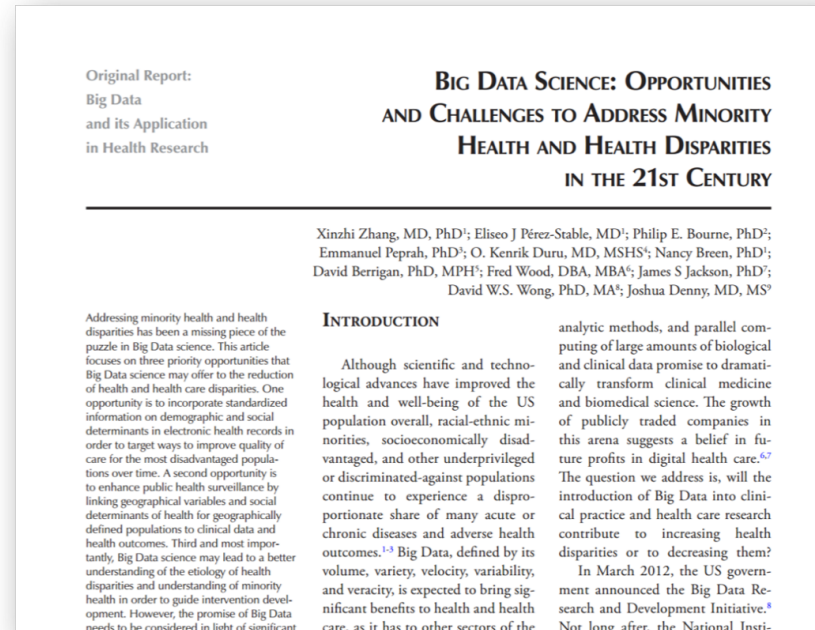 Original Report:
Big Data
and its Application
in Health Research
BIG DATA SCIENCE: OPPORTUNITIES
AND CHALLENGES TO ADDRESS MINORITY
HEALTH AND HEALTH DISPARITIES
IN THE 21ST CENTURY
Xinzhi Zhang, MD, PhD¹; Eliseo J Pérez-Stable, MD¹; Philip E. Bourne, PhD²;
Emmanuel Peprah, PhD³; O. Kenrik Duru, MD, MSHS⁴; Nancy Breen, PhD¹;
David Berrigan, PhD, MPH⁵; Fred Wood, DBA, MBA⁶; James S Jackson, PhD⁷;
David W.S. Wong, PhD, MA⁸; Joshua Denny, MD, MS⁹
Addressing minority health and health
disparities has been a missing piece of the
puzzle in Big Data science. This article
focuses on three priority opportunities that
Big Data science may offer to the reduction
of health and health care disparities. One
opportunity is to incorporate standardized
information on demographic and social
determinants in electronic health records in
order to target ways to improve quality of
care for the most disadvantaged popula-
tions over time. A second opportunity is
to enhance public health surveillance by
linking geographical variables and social
determinants of health for geographically
defined populations to clinical data and
health outcomes. Third and most impor-
tantly, Big Data science may lead to a better
understanding of the etiology of health
disparities and understanding of minority
health in order to guide intervention devel-
opment. However, the promise of Big Data
needs to be considered in light of significant
INTRODUCTION
Although scientific and techno-
logical advances have improved the
health and well-being of the US
population overall, racial-ethnic mi-
norities, socioeconomically disad-
vantaged, and other underprivileged
or discriminated-against populations
continue to experience a dispro-
portionate share of many acute or
chronic diseases and adverse health
outcomes.¹⁻³ Big Data, defined by its
volume, variety, velocity, variability,
and veracity, is expected to bring sig-
nificant benefits to health and health
care, as it has to other sectors of the
analytic methods, and parallel com-
puting of large amounts of biological
and clinical data promise to dramati-
cally transform clinical medicine
and biomedical science. The growth
of publicly traded companies in
this arena suggests a belief in fu-
ture profits in digital health care.⁶,⁷
The question we address is, will the
introduction of Big Data into clini-
cal practice and health care research
contribute to increasing health
disparities or to decreasing them?
In March 2012, the US govern-
ment announced the Big Data Re-
search and Development Initiative.⁸
Not long after, the National Insti-